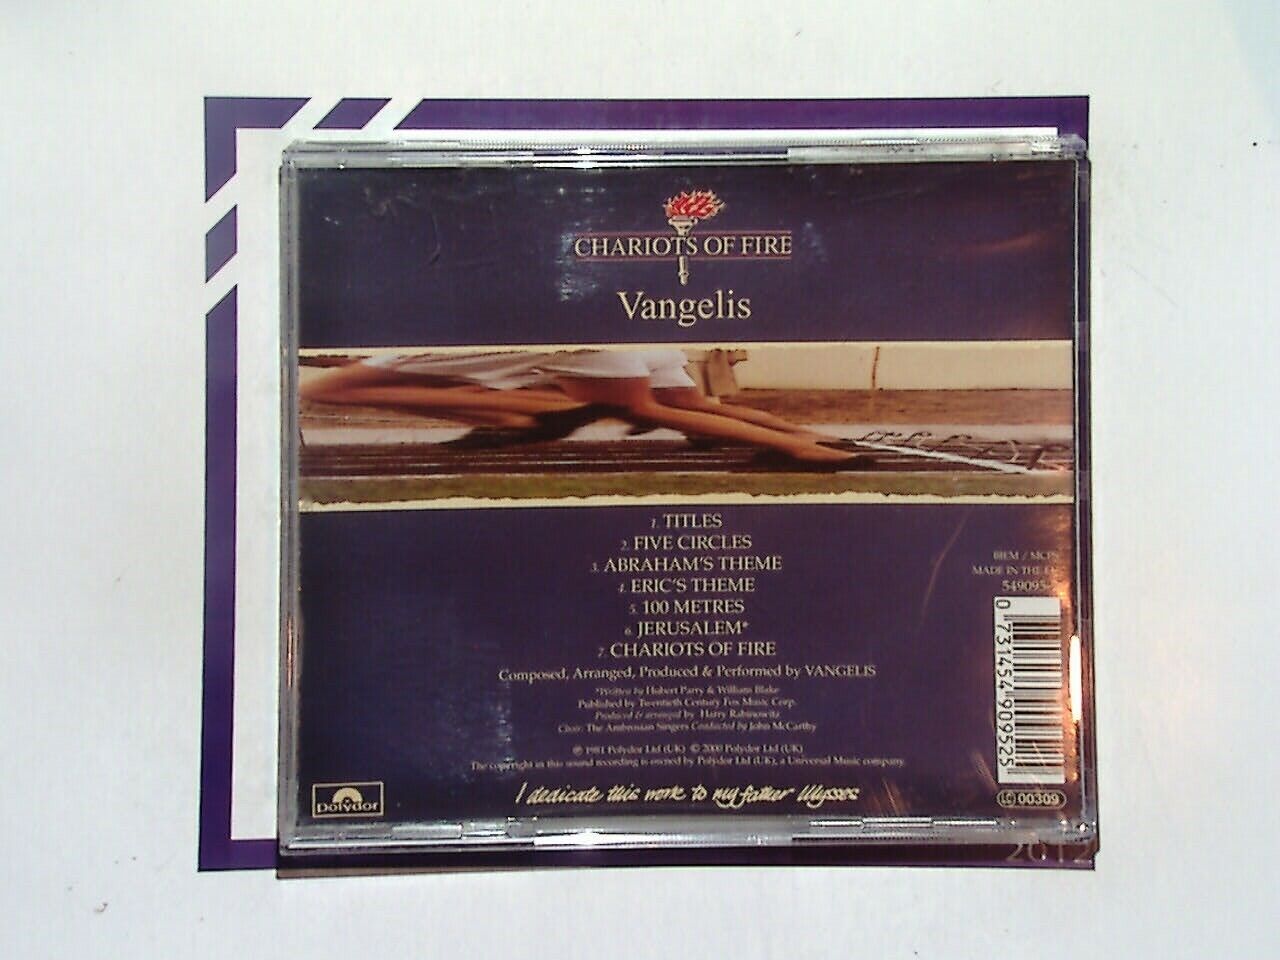 CHARIOTS OF FIRE
Vangelis
1. TITLES
2. FIVE CIRCLES
3. ABRAHAM'S THEME
4. ERIC'S THEME
5. 100 METRES
6. JERUSALEM*
7. CHARIOTS OF FIRE
Composed, Arranged, Produced & Performed by VANGELIS
*Written by Hubert Parry & William Blake
Published by Twentieth Century Fox Music Corp.
Produced & arranged by Harry Rabinowitz
Choir: The Ambrosian Singers Conducted by John McCarthy
℗ 1981 Polydor Ltd (UK) © 2000 Polydor Ltd (UK)
The copyright in this sound recording is owned by Polydor Ltd (UK), a Universal Music company.
I dedicate this work to my father Ulysses
Polydor
BIEM / MCPS
MADE IN THE
549095
0 731454 909525
LC 00309
2012